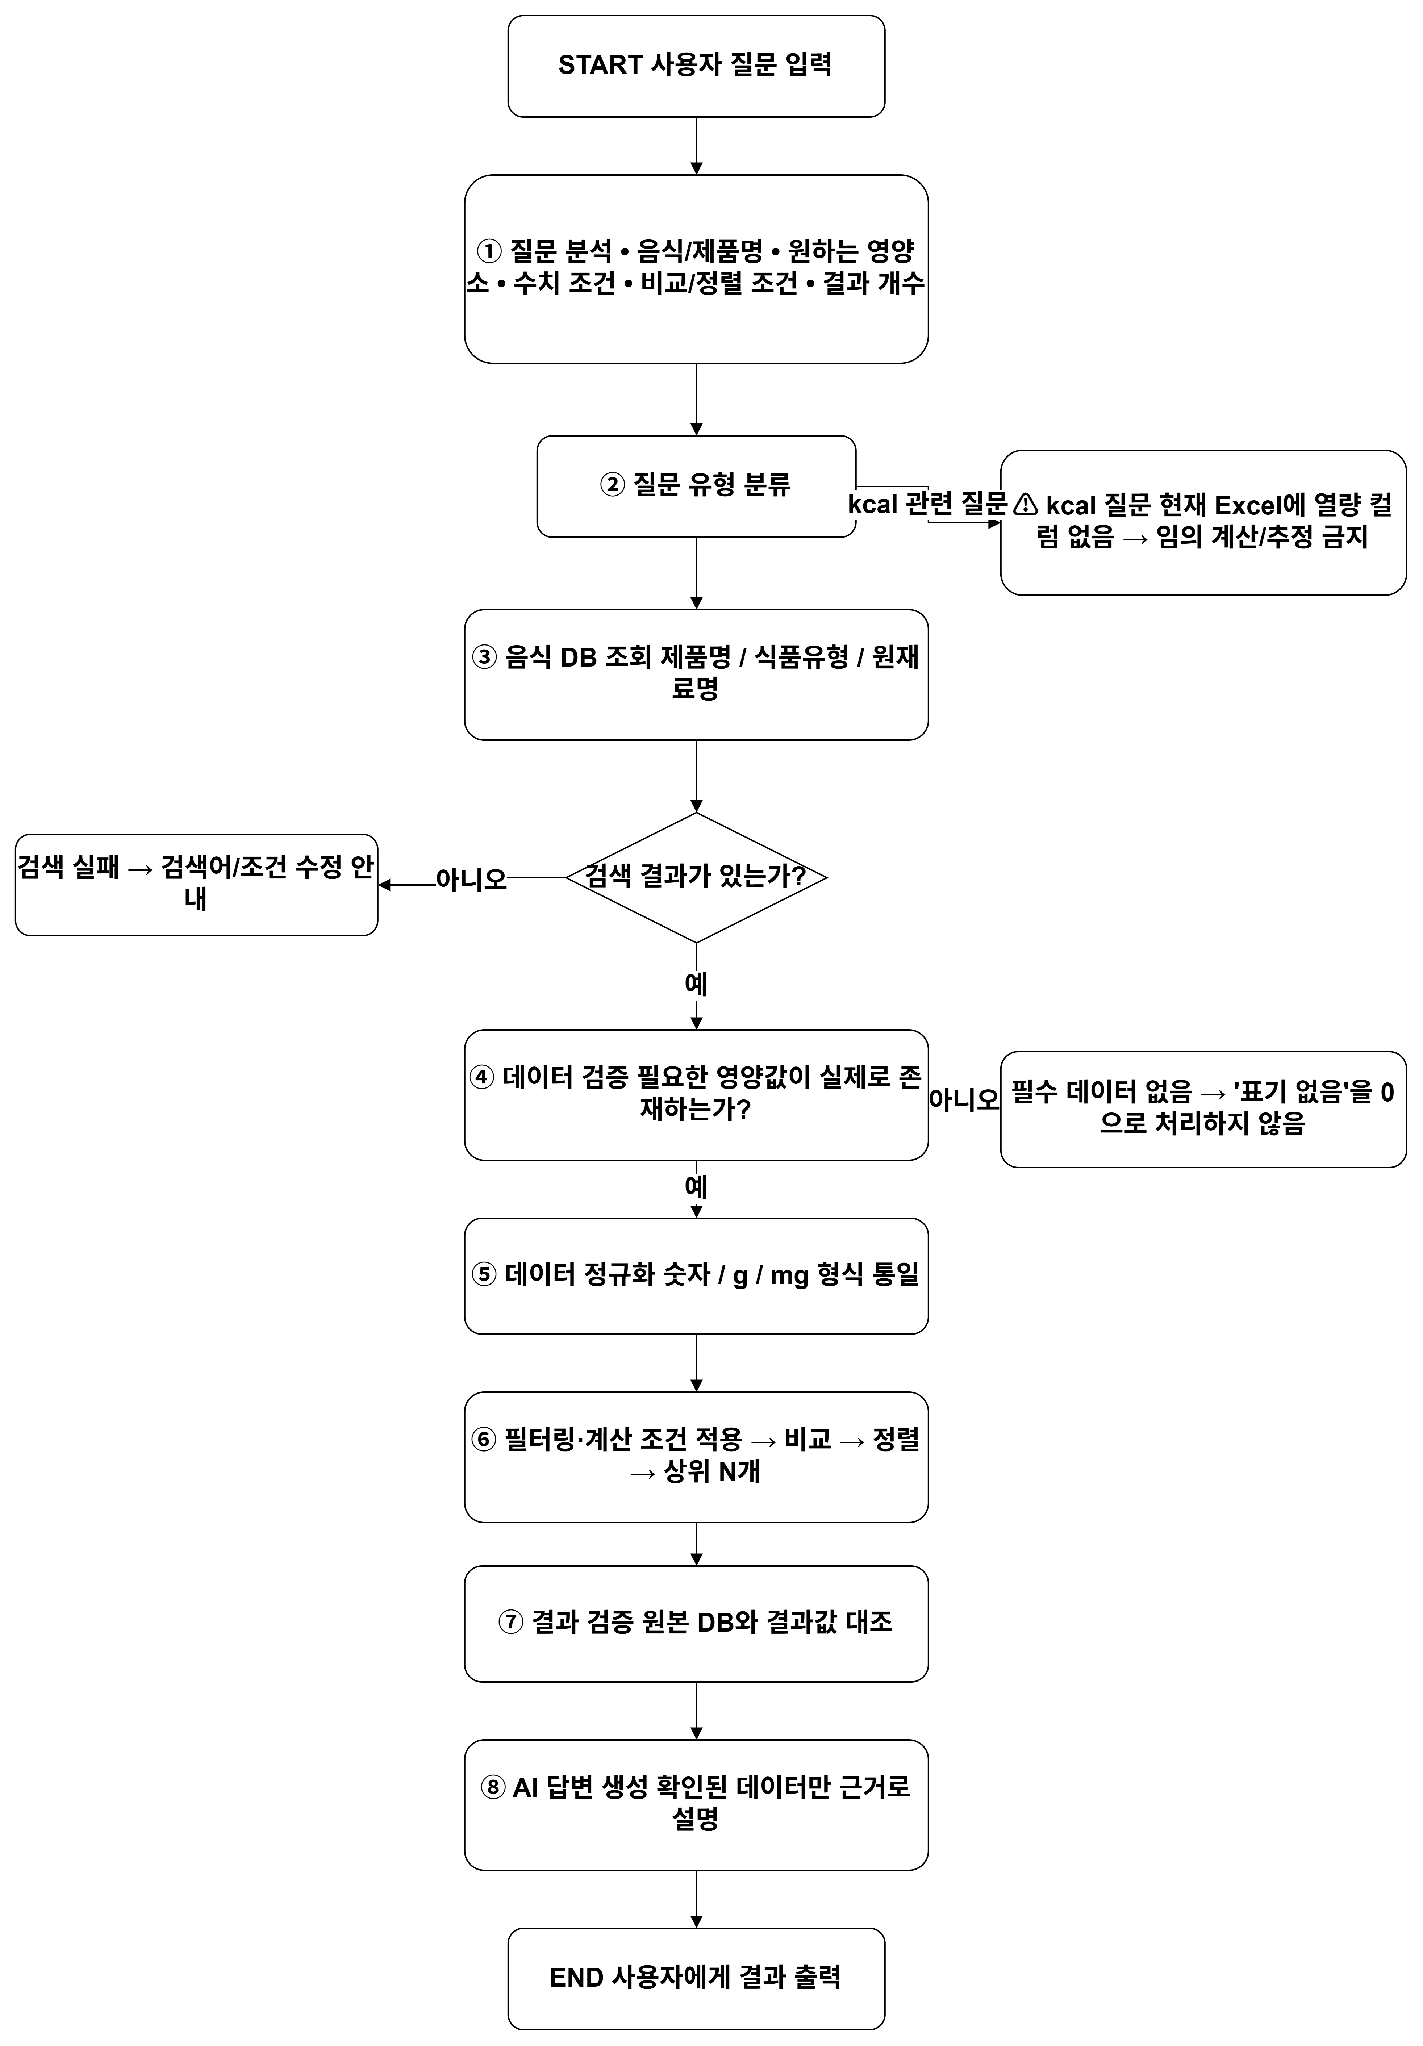 START 사용자 질문 입력
① 질문 분석 • 음식/제품명 • 원하는 영양
소 • 수치 조건 • 비교/정렬 조건 • 결과 개수
② 질문 유형 분류
kcal 관련 질문
⚠ kcal 질문 현재 Excel에 열량 컬
럼 없음 → 임의 계산/추정 금지
③ 음식 DB 조회 제품명 / 식품유형 / 원재
료명
검색 결과가 있는가?
아니오
검색 실패 → 검색어/조건 수정 안
내
예
④ 데이터 검증 필요한 영양값이 실제로 존
재하는가?
아니오
필수 데이터 없음 → '표기 없음'을 0
으로 처리하지 않음
예
⑤ 데이터 정규화 숫자 / g / mg 형식 통일
⑥ 필터링·계산 조건 적용 → 비교 → 정렬
→ 상위 N개
⑦ 결과 검증 원본 DB와 결과값 대조
⑧ AI 답변 생성 확인된 데이터만 근거로
설명
END 사용자에게 결과 출력